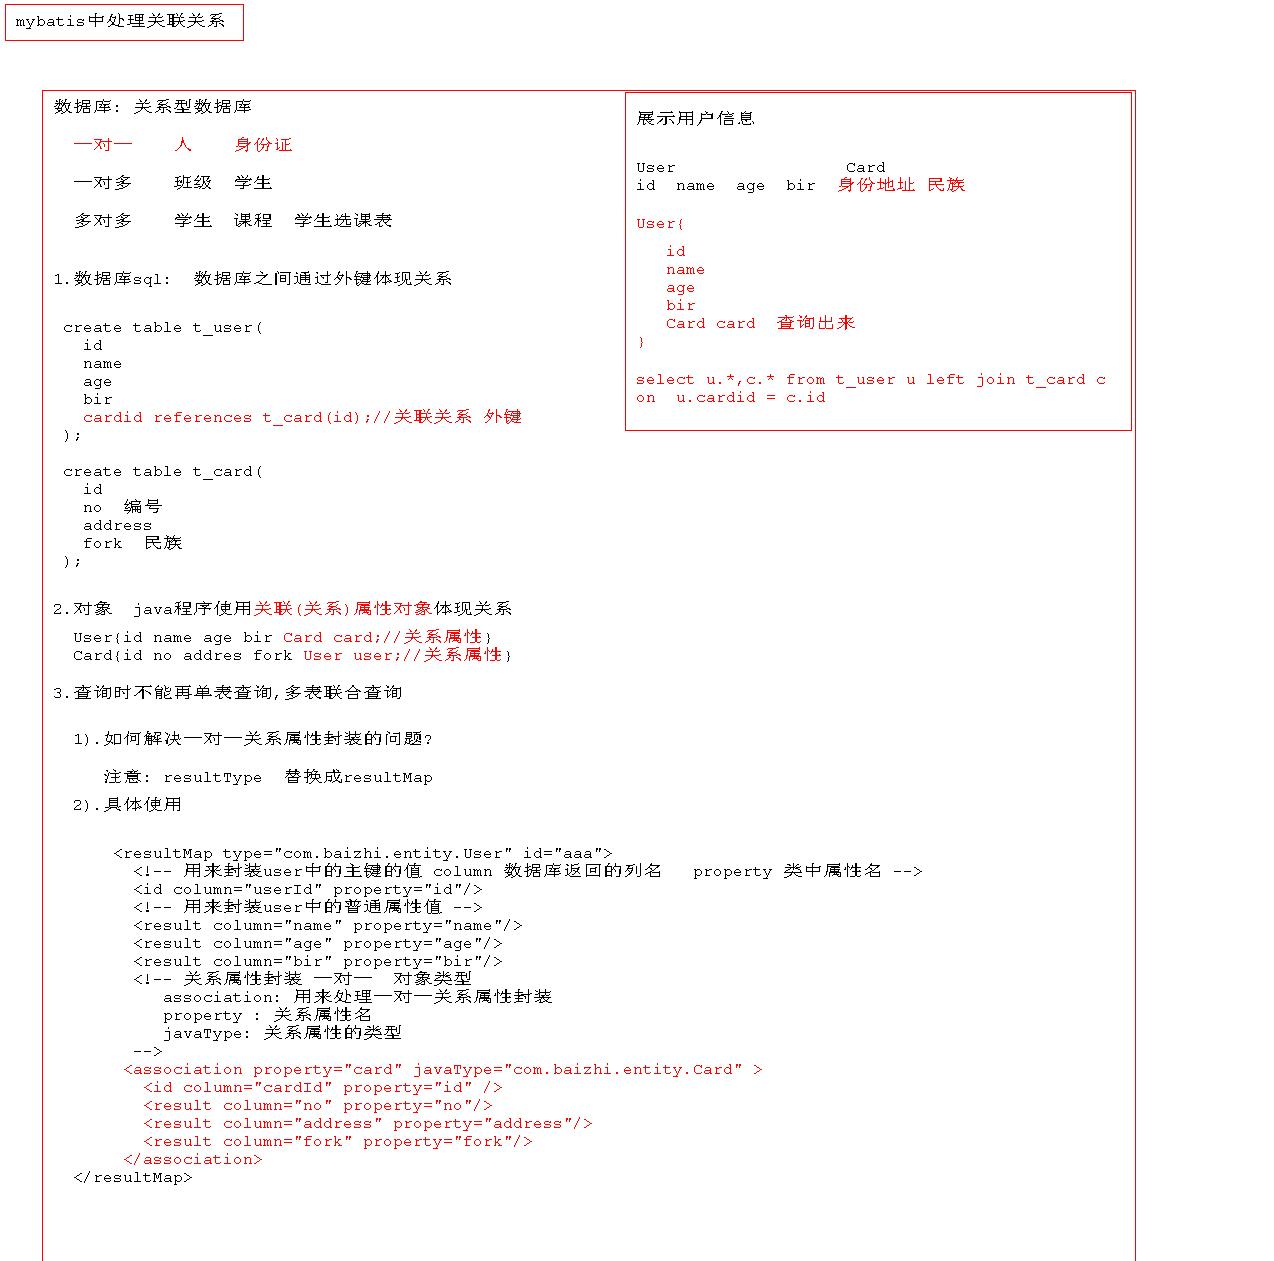 mybatis中处理关联关系
数据库: 关系型数据库
一对一 人 身份证
一对多 班级 学生
多对多 学生 课程 学生选课表
1.数据库sql: 数据库之间通过外键体现关系
create table t_user(
id
name
age
bir
cardid references t_card(id);//关联关系 外键
);
create table t_card(
id
no 编号
address
fork 民族
);
展示用户信息
User Card
id name age bir 身份地址 民族
User{
id
name
age
bir
Card card 查询出来
}
select u.*,c.* from t_user u left join t_card c
on u.cardid = c.id
2.对象 java程序使用关联(关系)属性对象体现关系
User{id name age bir Card card;//关系属性}
Card{id no addres fork User user;//关系属性}
3.查询时不能再单表查询,多表联合查询
1).如何解决一对一关系属性封装的问题?
注意: resultType 替换成resultMap
2).具体使用
<resultMap type="com.baizhi.entity.User" id="aaa">
<!-- 用来封装user中的主键的值 column 数据库返回的列名 property 类中属性名 -->
<id column="userId" property="id"/>
<!-- 用来封装user中的普通属性值 -->
<result column="name" property="name"/>
<result column="age" property="age"/>
<result column="bir" property="bir"/>
<!-- 关系属性封装 一对一 对象类型
association: 用来处理一对一关系属性封装
property : 关系属性名
javaType: 关系属性的类型
-->
<association property="card" javaType="com.baizhi.entity.Card" >
<id column="cardId" property="id" />
<result column="no" property="no"/>
<result column="address" property="address"/>
<result column="fork" property="fork"/>
</association>
</resultMap>